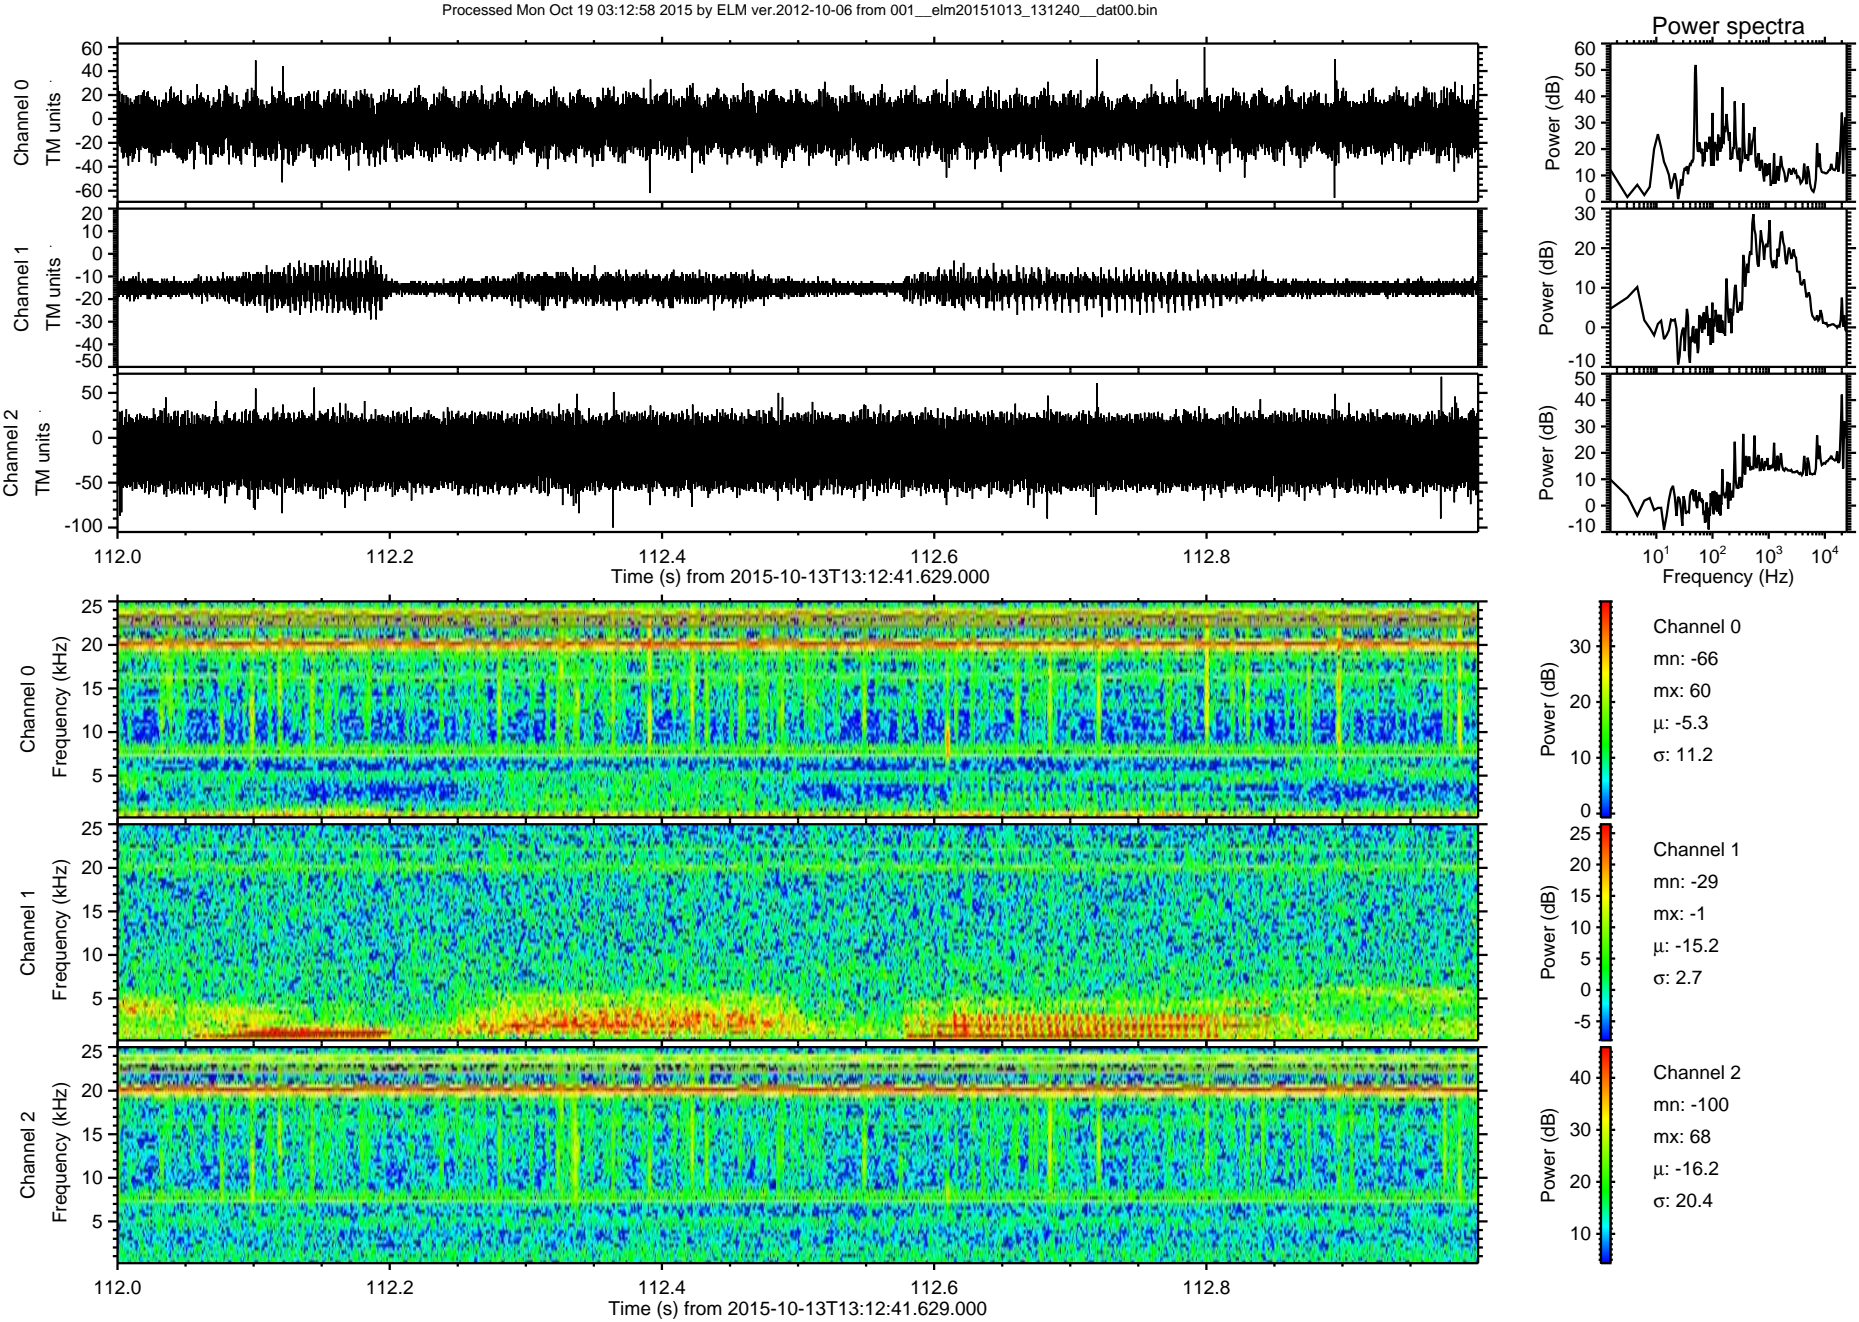 Processed Mon Oct 19 03:12:58 2015 by ELM ver.2012-10-06 from 001__elm20151013_131240__dat00.bin
Power spectra
Channel 0
TM units
60
40
20
0
-20
-40
-60
Power (dB)
60
50
40
30
20
10
0
Channel 1
TM units
20
10
0
-10
-20
-30
-40
-50
Power (dB)
30
20
10
0
-10
Channel 2
TM units
50
0
-50
-100
Power (dB)
50
40
30
20
10
0
-10
112.0 112.2 112.4 112.6 112.8
Time (s) from 2015-10-13T13:12:41.629.000
10^1 10^2 10^3 10^4
Frequency (Hz)
Channel 0
Frequency (kHz)
25
20
15
10
5
Power (dB)
30
20
10
0
Channel 0
mn: -66
mx: 60
μ: -5.3
σ: 11.2
Channel 1
Frequency (kHz)
25
20
15
10
5
Power (dB)
25
20
15
10
5
0
-5
Channel 1
mn: -29
mx: -1
μ: -15.2
σ: 2.7
Channel 2
Frequency (kHz)
25
20
15
10
5
Power (dB)
40
30
20
10
Channel 2
mn: -100
mx: 68
μ: -16.2
σ: 20.4
112.0 112.2 112.4 112.6 112.8
Time (s) from 2015-10-13T13:12:41.629.000